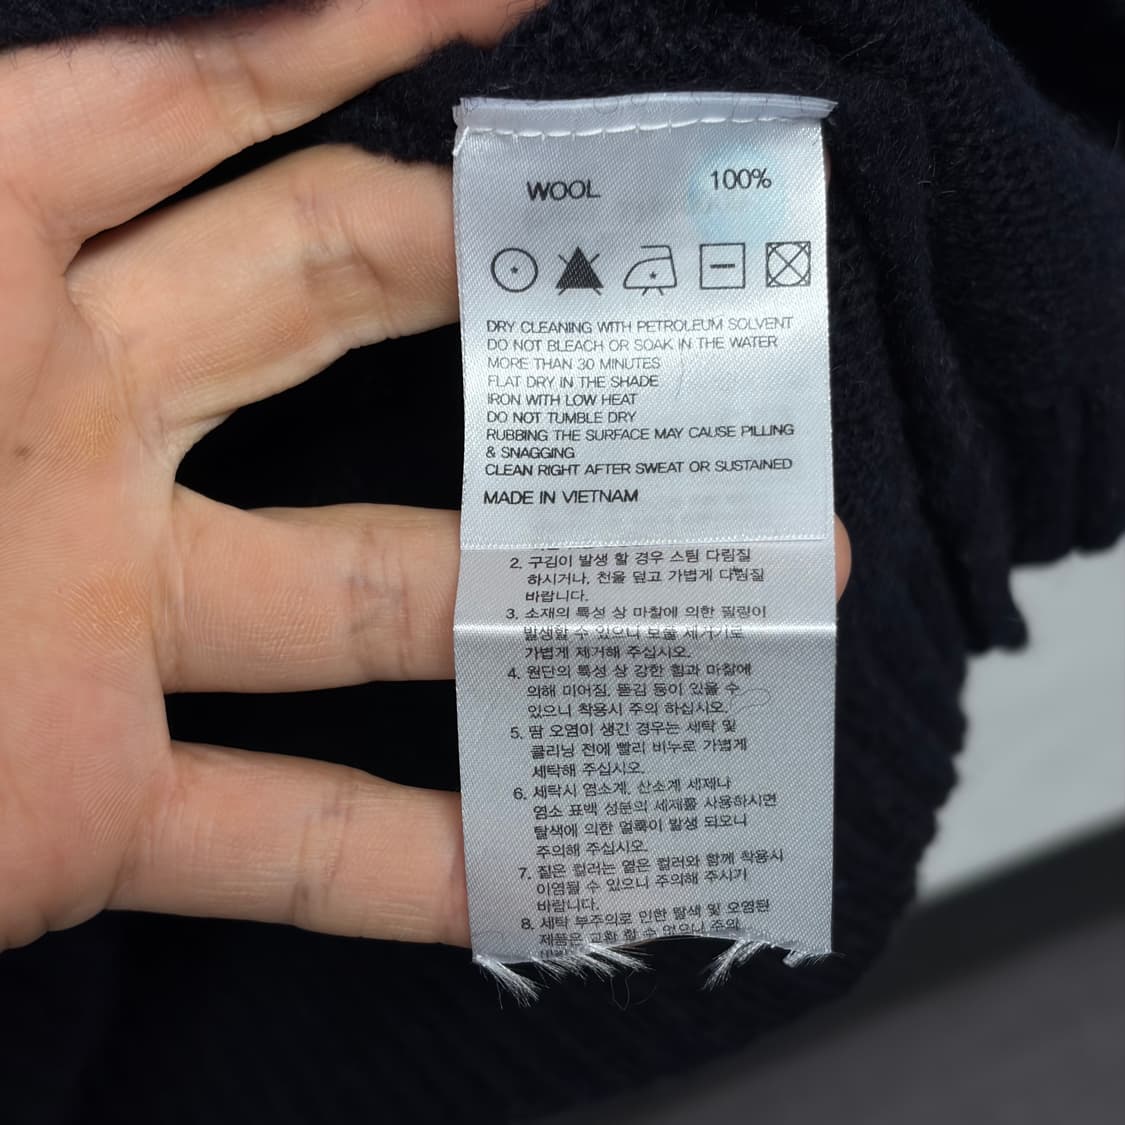 WOOL 100%
DRY CLEANING WITH PETROLEUM SOLVENT
DO NOT BLEACH OR SOAK IN THE WATER
MORE THAN 30 MINUTES
FLAT DRY IN THE SHADE
IRON WITH LOW HEAT
DO NOT TUMBLE DRY
RUBBING THE SURFACE MAY CAUSE PILLING
& SNAGGING
CLEAN RIGHT AFTER SWEAT OR SUSTAINED
MADE IN VIETNAM
2. 구김이 발생 할 경우 스팀 다림질
하시거나, 천을 덮고 가볍게 다림질
바랍니다.
3. 소재의 특성 상 마찰에 의한 필링이
발생할 수 있으니 보풀 제거기로
가볍게 제거해 주십시오.
4. 원단의 특성 상 강한 힘과 마찰에
의해 미어짐, 뜯김 등이 있을 수
있으니 착용시 주의 하십시오.
5. 땀 오염이 생긴 경우는 세탁 및
클리닝 전에 빨리 비누로 가볍게
세탁해 주십시오.
6. 세탁시 염소계, 산소계 세제나
염소 표백 성분의 세제를 사용하시면
탈색에 의한 얼룩이 발생 되오니
주의해 주십시오.
7. 짙은 컬러는 옅은 컬러와 함께 착용시
이염될 수 있으니 주의해 주시기
바랍니다.
8. 세탁 부주의로 인한 탈색 및 오염된
제품은 교환 할 수 없으니 주의